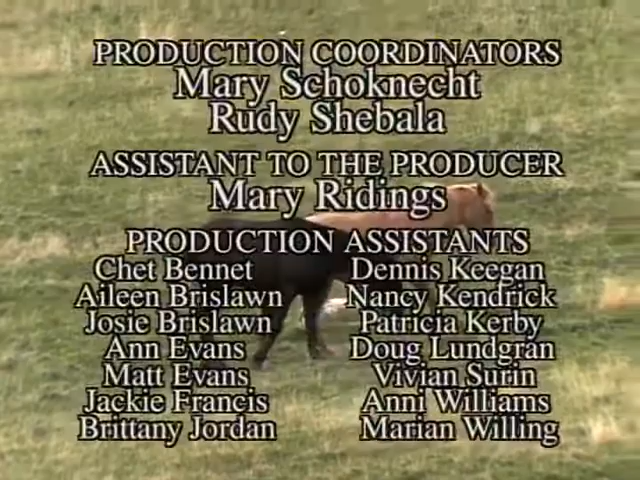 PRODUCTION COORDINATORS
Mary Schoknecht
Rudy Shebala
ASSISTANT TO THE PRODUCER
Mary Ridings
PRODUCTION ASSISTANTS
Chet Bennet
Aileen Brislawn
Josie Brislawn
Ann Evans
Matt Evans
Jackie Francis
Brittany Jordan
Dennis Keegan
Nancy Kendrick
Patricia Kerby
Doug Lundgran
Vivian Surin
Anni Williams
Marian Willing